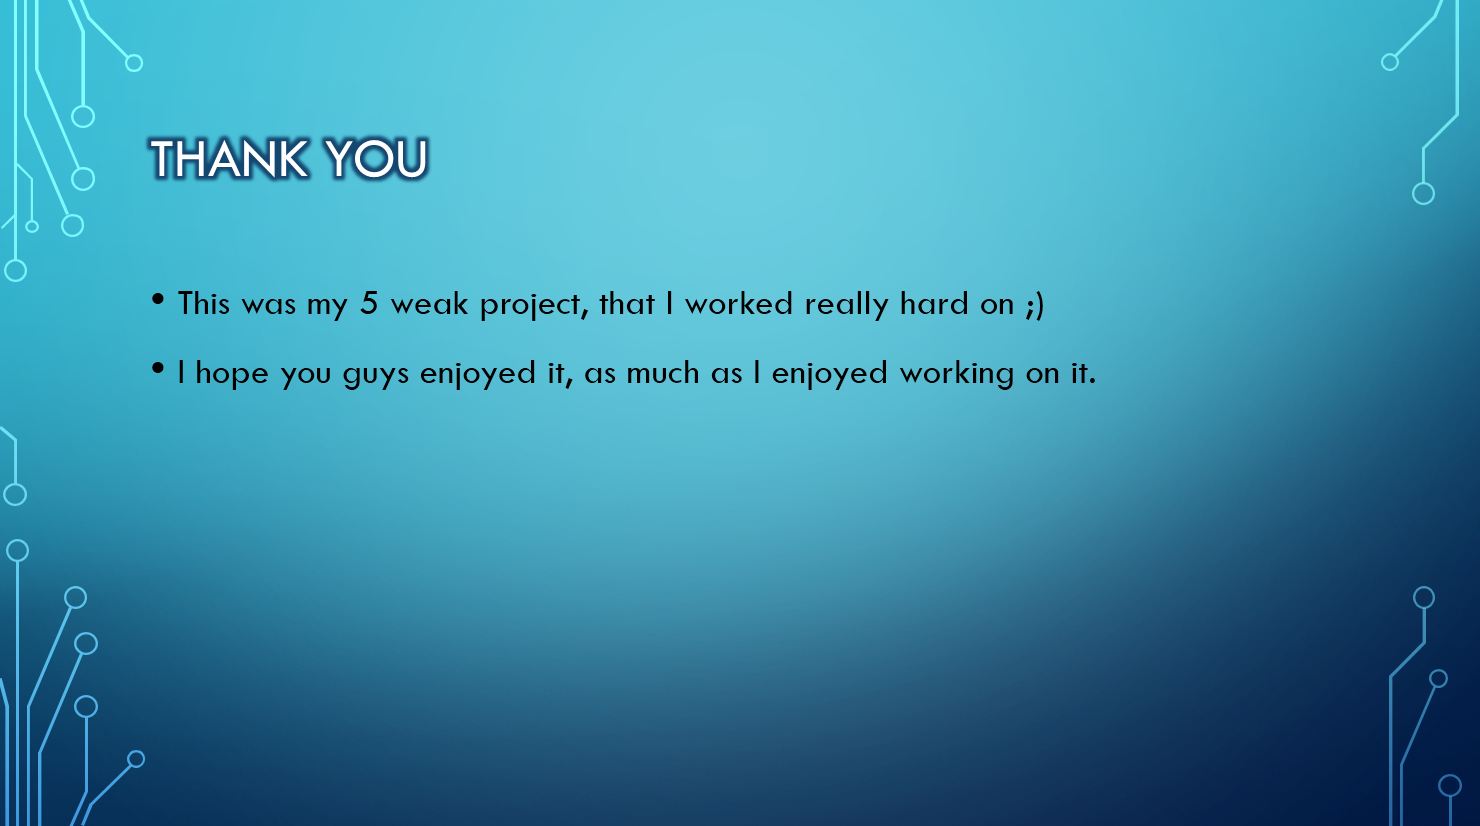 THANK YOU
• This was my 5 weak project, that I worked really hard on ;)
• I hope you guys enjoyed it, as much as I enjoyed working on it.